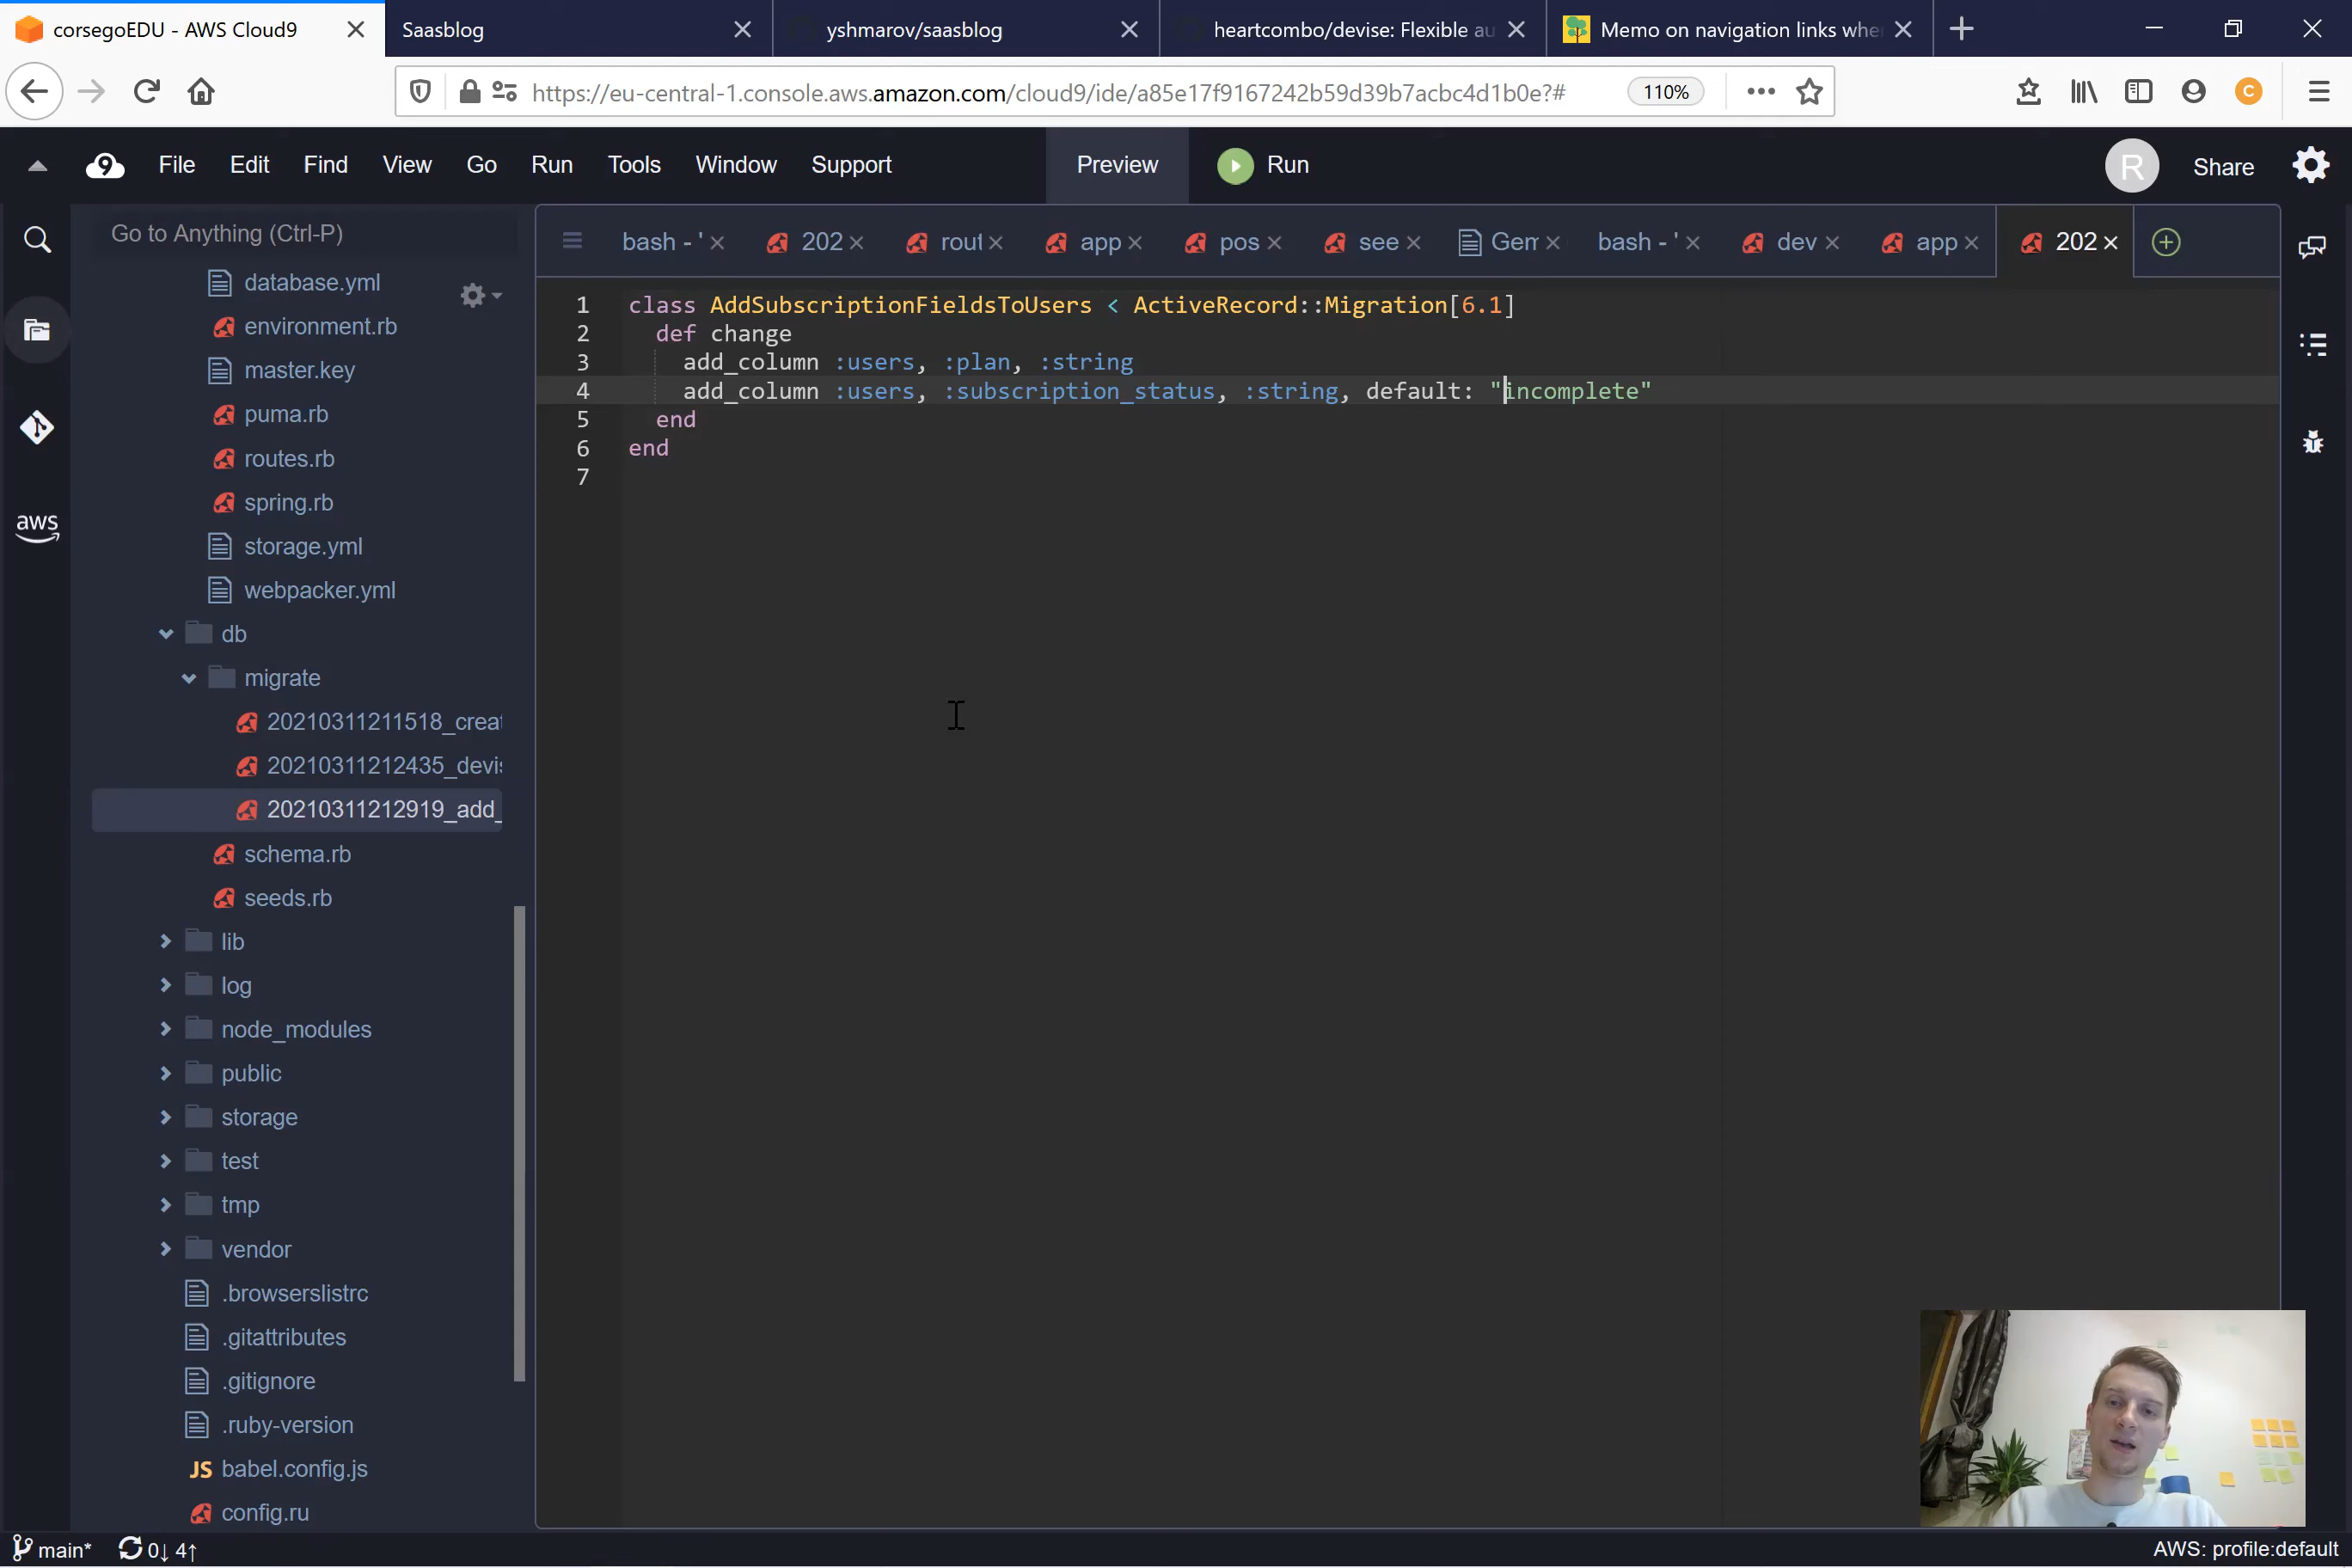 corsegoEDU - AWS Cloud9
Saasblog
yshmarov/saasblog
heartcombo/devise: Flexible au
Memo on navigation links whe
https://eu-central-1.console.aws.amazon.com/cloud9/ide/a85e17f9167242b59d39b7acbc4d1b0e?#
110%
C
9
File
Edit
Find
View
Go
Run
Tools
Window
Support
Preview
Run
R
Share
Go to Anything (Ctrl-P)
bash - '
202
rout
app
pos
see
Gem
bash - '
dev
app
202
aws
database.yml
environment.rb
master.key
puma.rb
routes.rb
spring.rb
storage.yml
webpacker.yml
db
migrate
20210311211518_creat
20210311212435_devis
20210311212919_add_
schema.rb
seeds.rb
lib
log
node_modules
public
storage
test
tmp
vendor
.browserslistrc
.gitattributes
.gitignore
.ruby-version
JS babel.config.js
config.ru
1 class AddSubscriptionFieldsToUsers < ActiveRecord::Migration[6.1]
2 def change
3 add_column :users, :plan, :string
4 add_column :users, :subscription_status, :string, default: "incomplete"
5 end
6 end
7
main*
0↓ 4↑
AWS: profile:default